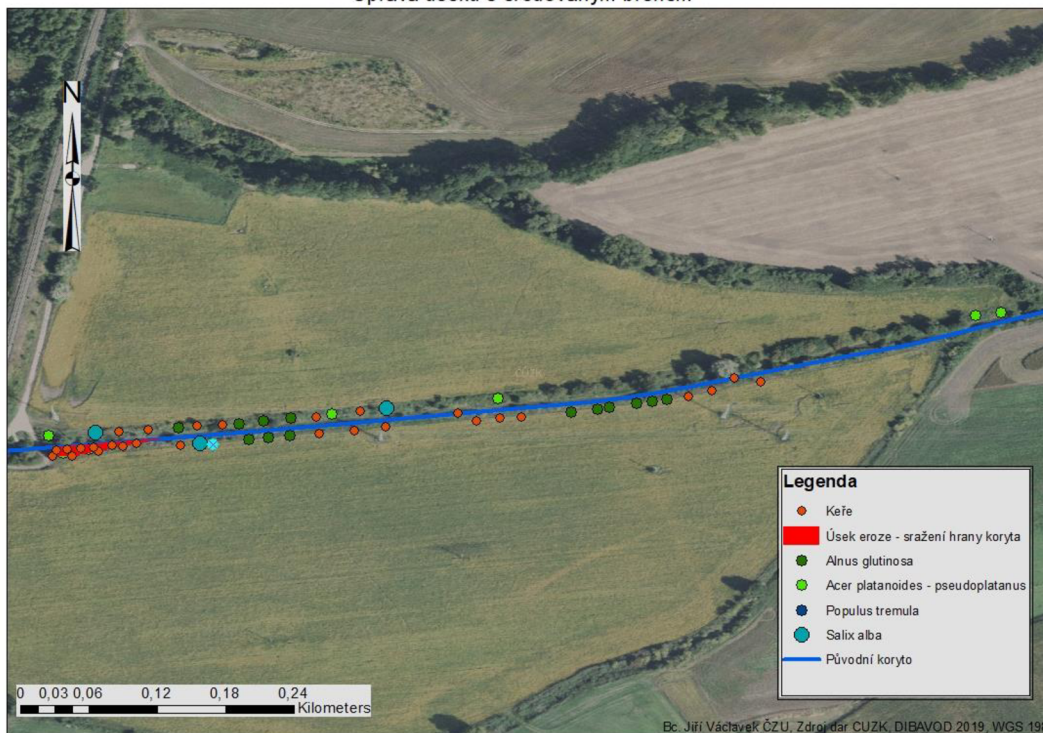 N
Legenda
Keře
Úsek eroze - sražení hrany koryta
Alnus glutinosa
Acer platanoides - pseudoplatanus
Populus tremula
Salix alba
Původní koryto
0 0,03 0,06 0,12 0,18 0,24
Kilometers
Bc. Jiří Václavek ČZU, Zdroj dar CUZK, DIBAVOD 2019, WGS